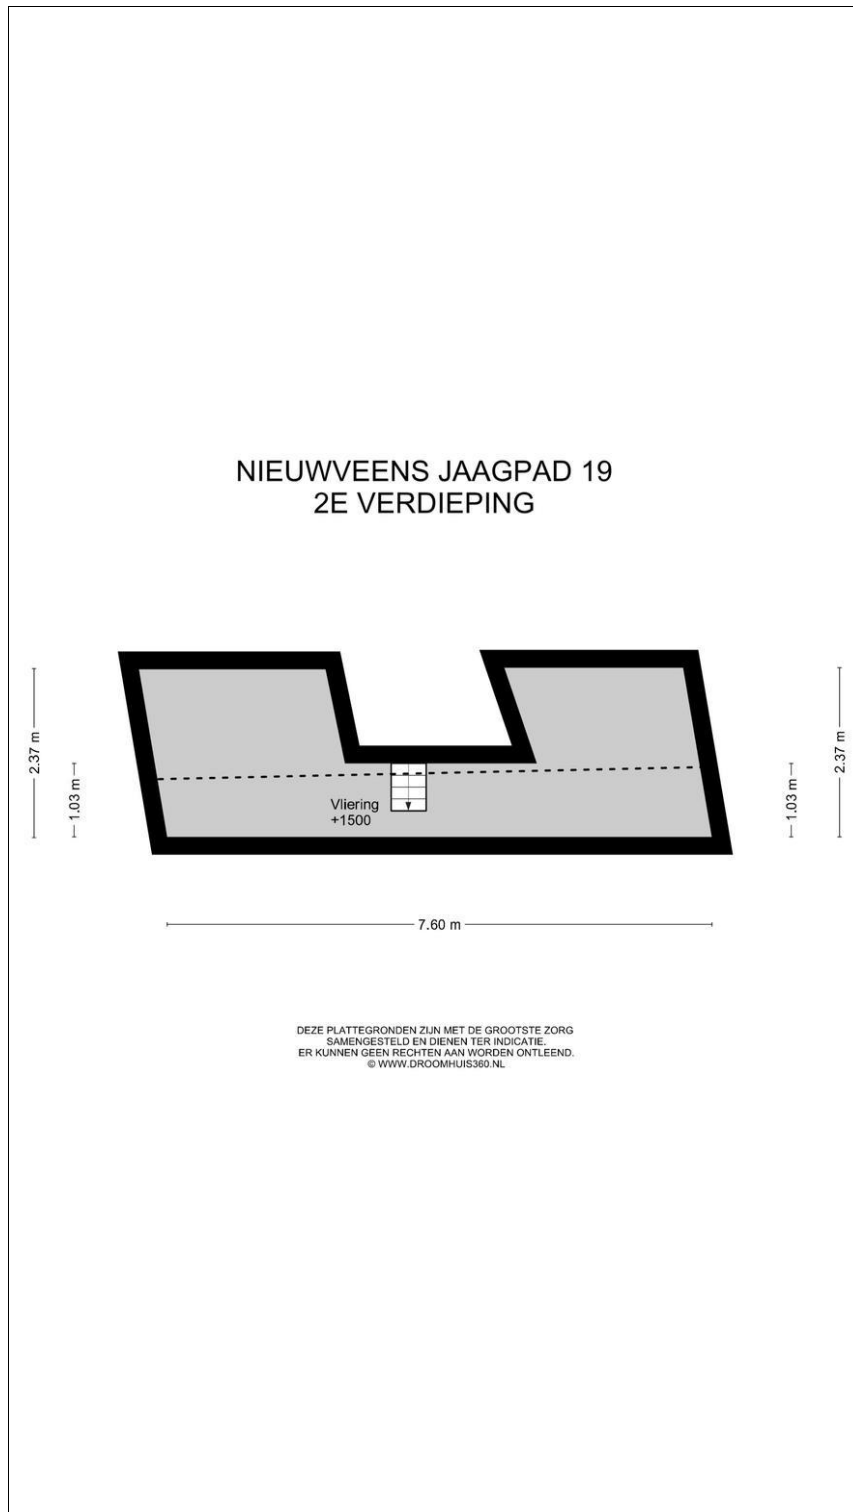 NIEUWVEENS JAAGPAD 19
2E VERDIEPING
2.37 m
1.03 m
Vliering
+1500
1.03 m
2.37 m
7.60 m
DEZE PLATTEGRONDEN ZIJN MET DE GROOTSTE ZORG
SAMENGESTELD EN DIENEN TER INDICATIE.
ER KUNNEN GEEN RECHTEN AAN WORDEN ONTLEEND.
© WWW.DROOMHUIS360.NL